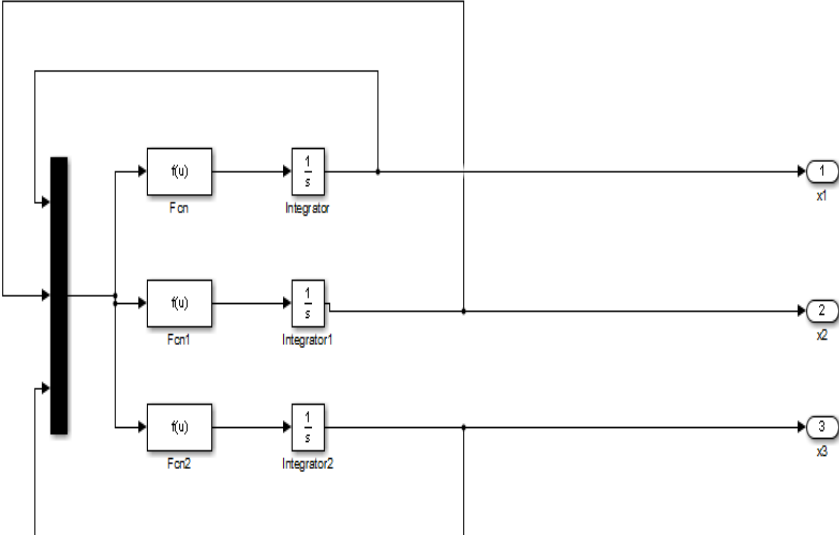 f(u)
1
s
1
Fcn
Integrator
x1
f(u)
1
s
2
Fcn1
Integrator1
x2
f(u)
1
s
3
Fcn2
Integrator2
x3